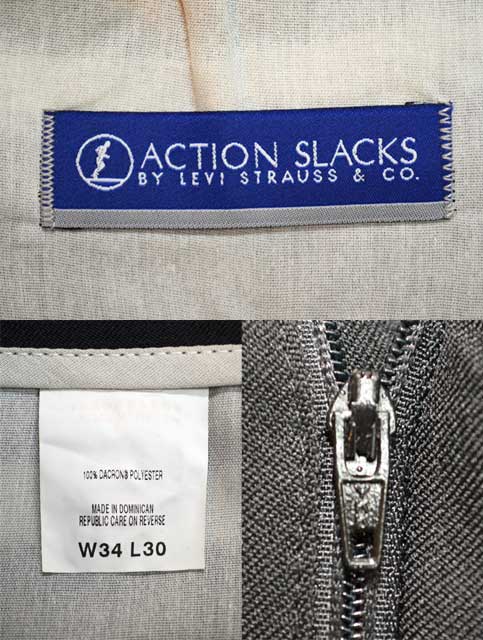 ACTION SLACKS
BY LEVI STRAUSS & CO.
100% DACRON® POLYESTER
MADE IN DOMINICAN
REPUBLIC CARE ON REVERSE
W34 L30